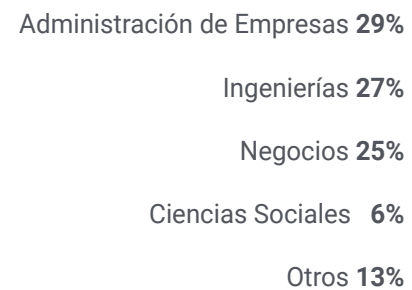 Administración de Empresas 29%
Ingenierías 27%
Negocios 25%
Ciencias Sociales 6%
Otros 13%